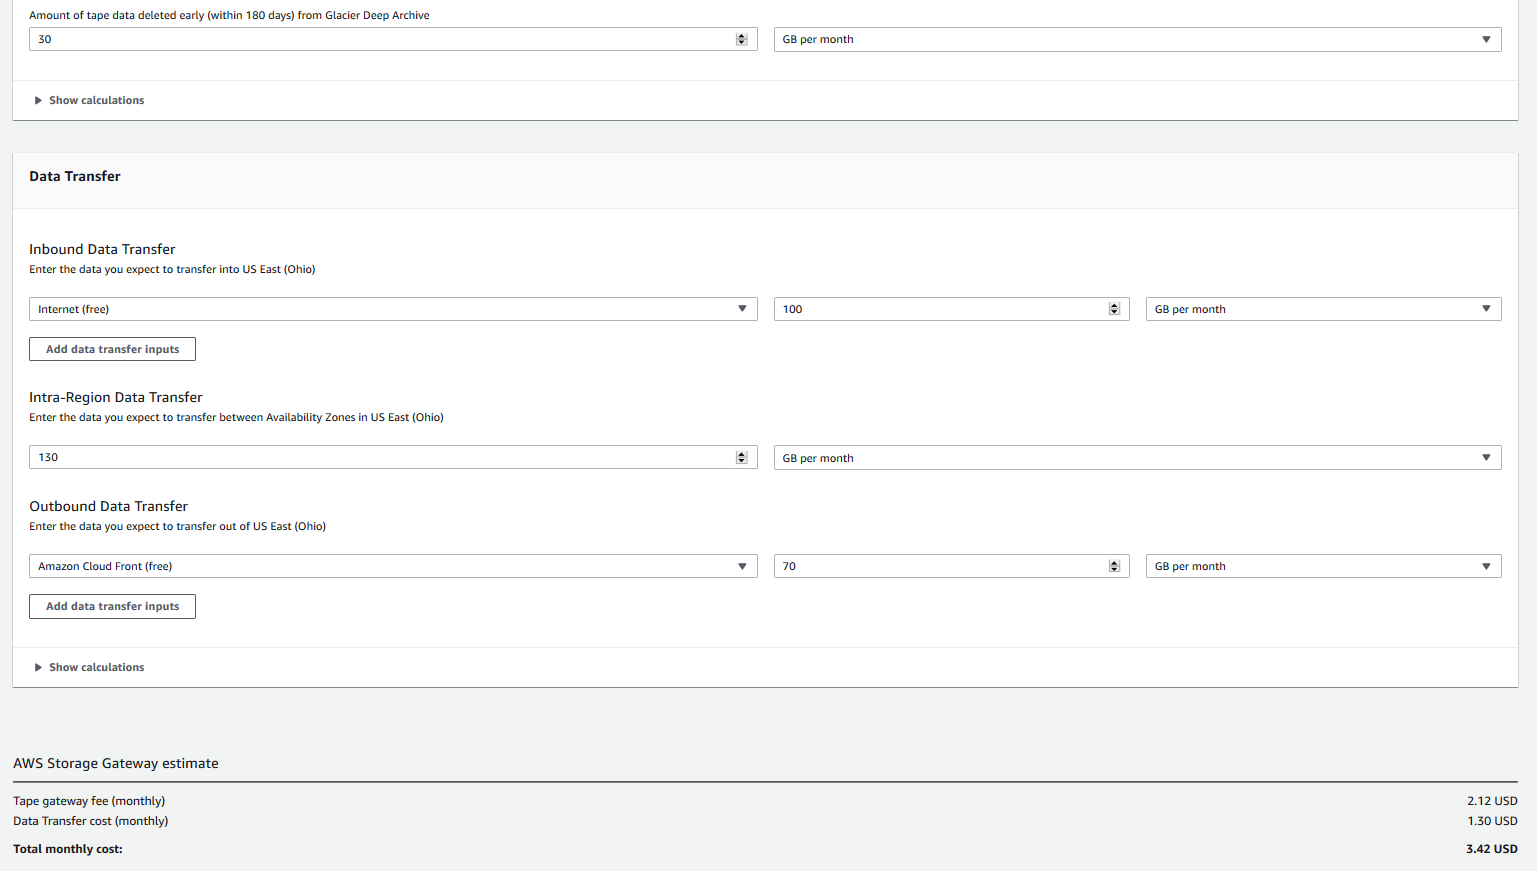 Amount of tape data deleted early (within 180 days) from Glacier Deep Archive
30 GB per month
Show calculations
Data Transfer
Inbound Data Transfer
Enter the data you expect to transfer into US East (Ohio)
Internet (free) 100 GB per month
Add data transfer inputs
Intra-Region Data Transfer
Enter the data you expect to transfer between Availability Zones in US East (Ohio)
130 GB per month
Outbound Data Transfer
Enter the data you expect to transfer out of US East (Ohio)
Amazon Cloud Front (free) 70 GB per month
Add data transfer inputs
Show calculations
AWS Storage Gateway estimate
Tape gateway fee (monthly) 2.12 USD
Data Transfer cost (monthly) 1.30 USD
Total monthly cost: 3.42 USD